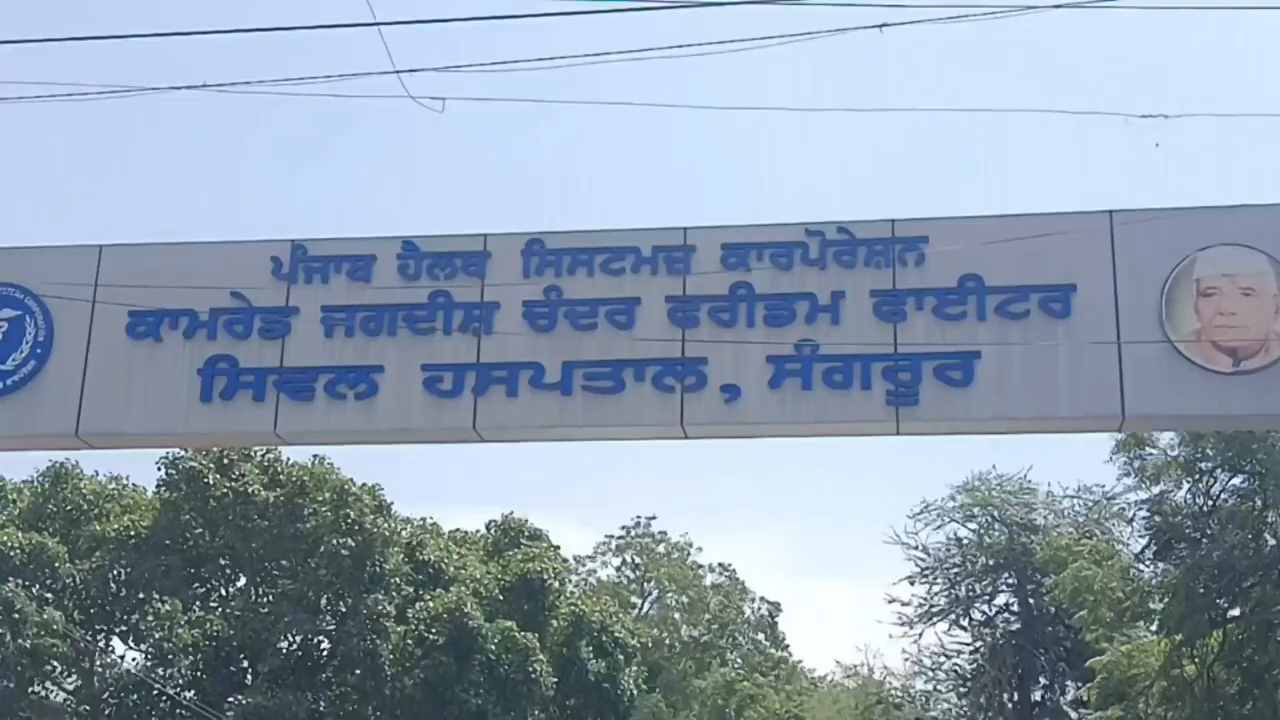 ਪੰਜਾਬ ਹੈਲਥ ਸਿਸਟਮਜ਼ ਕਾਰਪੋਰੇਸ਼ਨ
ਕਾਮਰੇਡ ਜਗਦੀਸ਼ ਚੰਦਰ ਫਰੀਡਮ ਫਾਈਟਰ
ਸਿਵਲ ਹਸਪਤਾਲ, ਸੰਗਰੂਰ